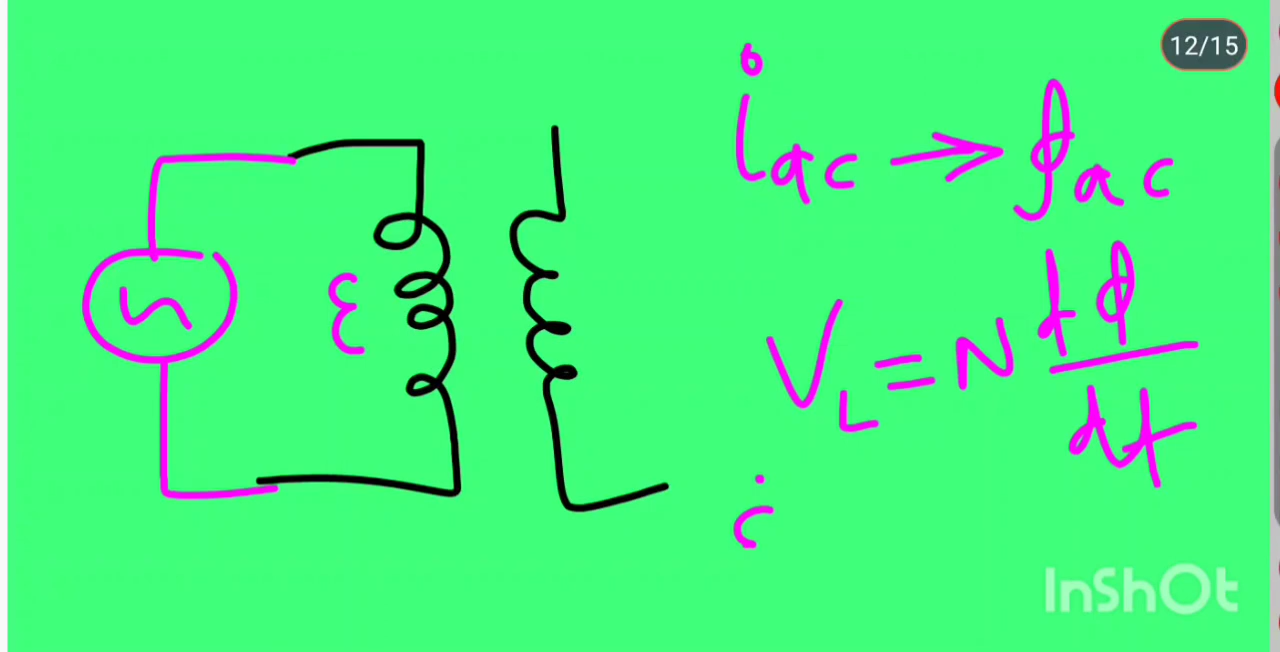 12/15
i_ac → ϕ_ac
ε
V_L = N dϕ/dt
i
InShOt